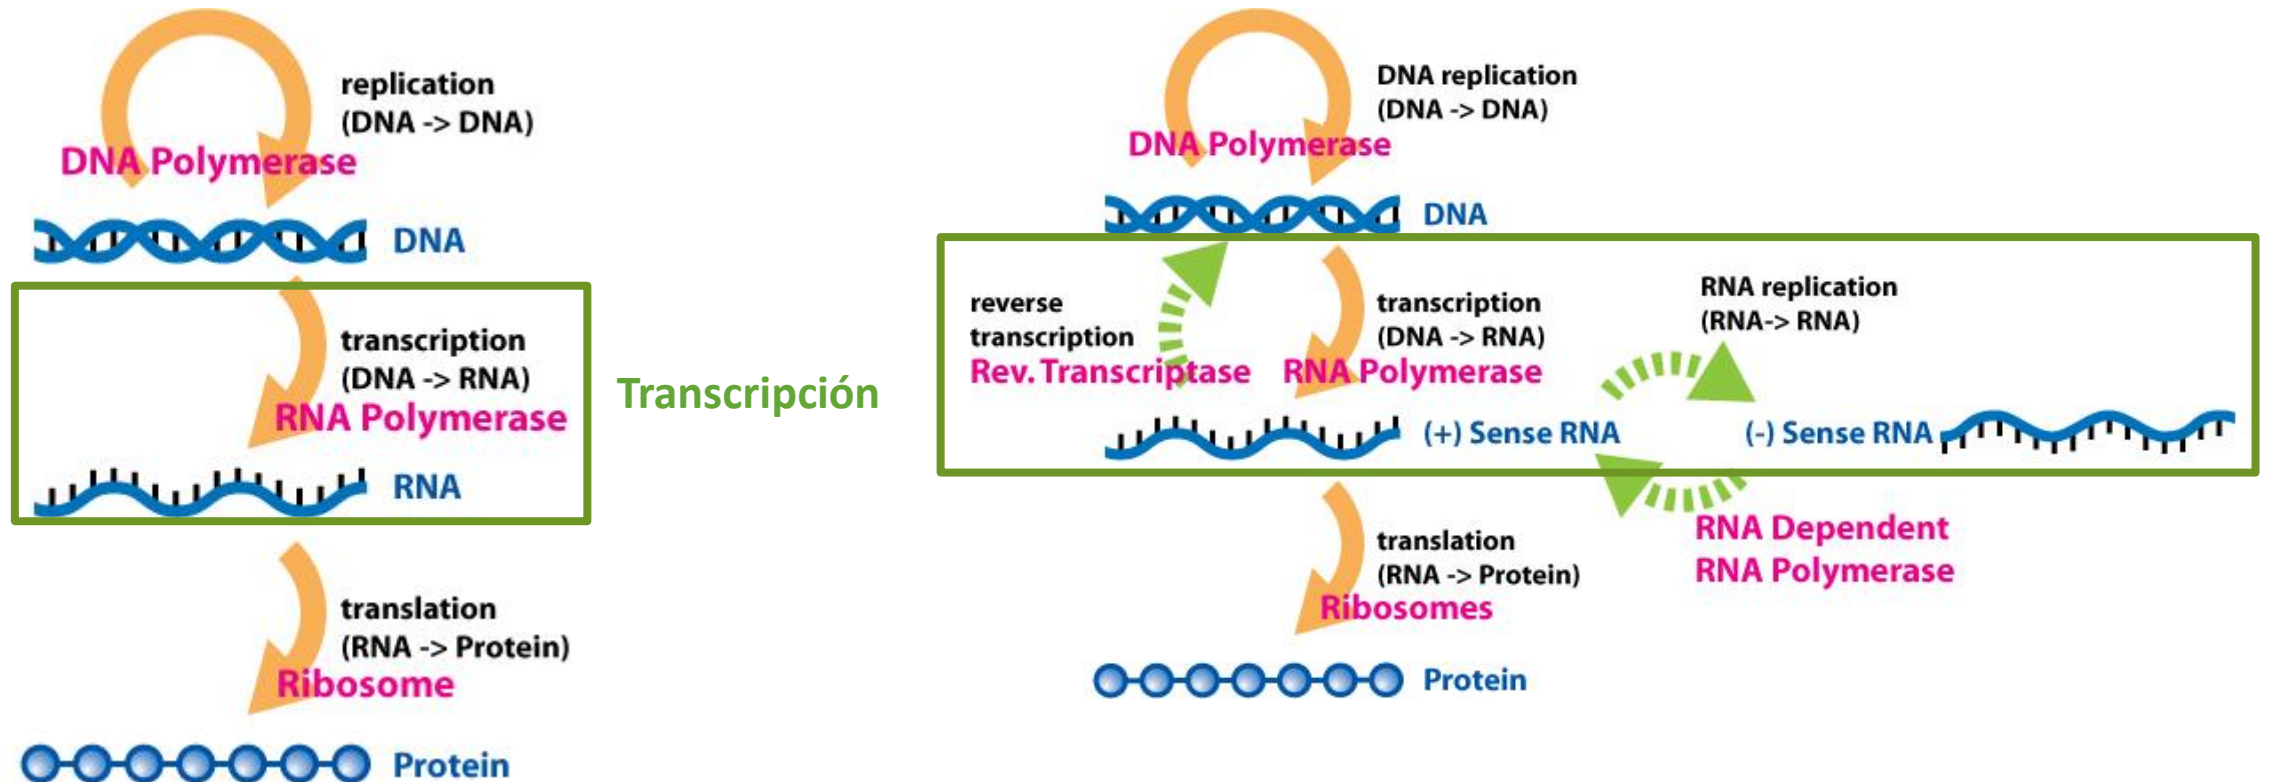 replication
(DNA -> DNA)
DNA Polymerase
DNA
transcription
(DNA -> RNA)
RNA Polymerase
RNA
translation
(RNA -> Protein)
Ribosome
Protein
Transcripción
DNA replication
(DNA -> DNA)
DNA Polymerase
DNA
reverse
transcription
Rev. Transcriptase
transcription
(DNA -> RNA)
RNA Polymerase
RNA replication
(RNA-> RNA)
(+) Sense RNA
(-) Sense RNA
RNA Dependent
RNA Polymerase
translation
(RNA -> Protein)
Ribosomes
Protein